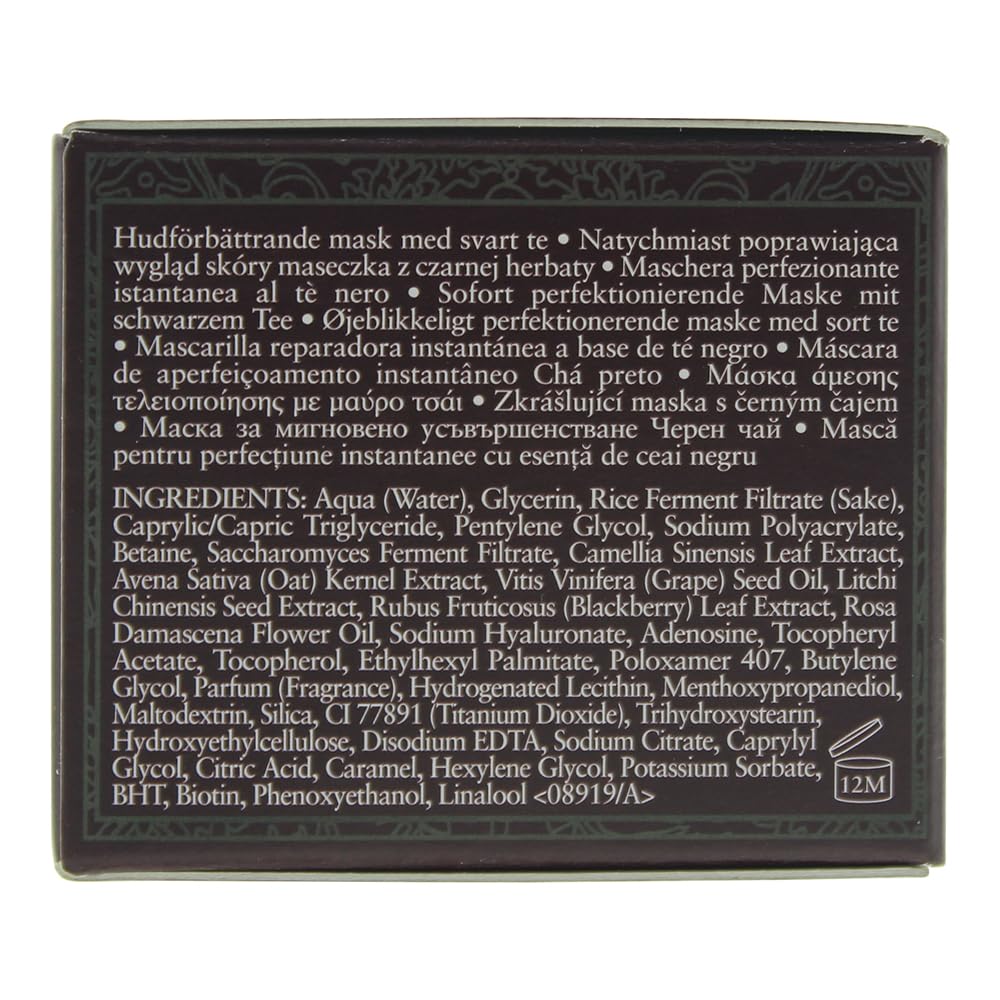 Hudförbättrande mask med svart te • Natychmiast poprawiająca
wygląd skóry maseczka z czarnej herbaty • Maschera perfezionante
istantanea al tè nero • Sofort perfektionierende Maske mit
schwarzem Tee • Øjeblikkeligt perfektionerende maske med sort te
• Mascarilla reparadora instantánea a base de té negro • Máscara
de aperfeiçoamento instantâneo Chá preto • Μάσκα άμεσης
τελειοποίησης με μαύρο τσάι • Zkrášlující maska s černým čajem
• Маска за мигновено усъвършенстване Черен чай • Mască
pentru perfecțiune instantanee cu esență de ceai negru
INGREDIENTS: Aqua (Water), Glycerin, Rice Ferment Filtrate (Sake),
Caprylic/Capric Triglyceride, Pentylene Glycol, Sodium Polyacrylate,
Betaine, Saccharomyces Ferment Filtrate, Camellia Sinensis Leaf Extract,
Avena Sativa (Oat) Kernel Extract, Vitis Vinifera (Grape) Seed Oil, Litchi
Chinensis Seed Extract, Rubus Fruticosus (Blackberry) Leaf Extract, Rosa
Damascena Flower Oil, Sodium Hyaluronate, Adenosine, Tocopheryl
Acetate, Tocopherol, Ethylhexyl Palmitate, Poloxamer 407, Butylene
Glycol, Parfum (Fragrance), Hydrogenated Lecithin, Menthoxypropanediol,
Maltodextrin, Silica, CI 77891 (Titanium Dioxide), Trihydroxystearin,
Hydroxyethylcellulose, Disodium EDTA, Sodium Citrate, Caprylyl
Glycol, Citric Acid, Caramel, Hexylene Glycol, Potassium Sorbate,
BHT, Biotin, Phenoxyethanol, Linalool <08919/A>
12M